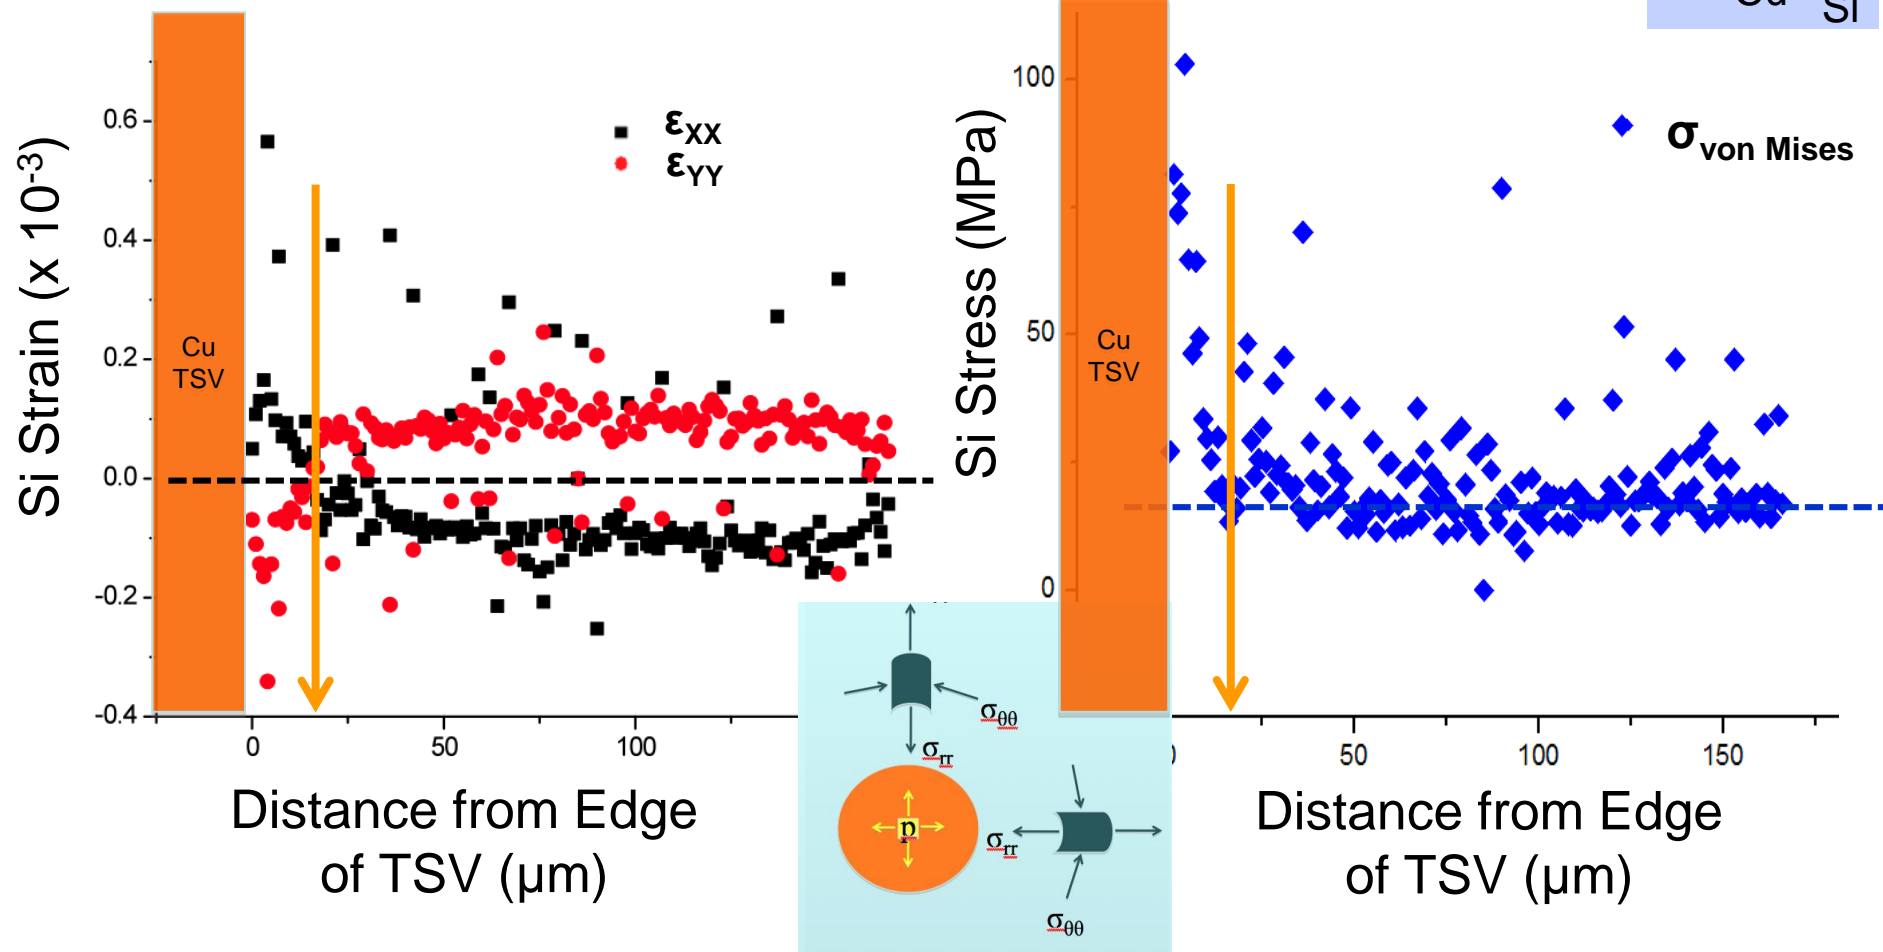 Cu
Si
0.6
0.4
0.2
0.0
-0.2
-0.4
Si Strain (x 10-3)
Cu
TSV
εXX
εYY
0
50
100
Distance from Edge
of TSV (μm)
100
50
0
Si Stress (MPa)
Cu
TSV
σvon Mises
50
100
150
Distance from Edge
of TSV (μm)
σθθ
σrr
p
σrr
σθθ